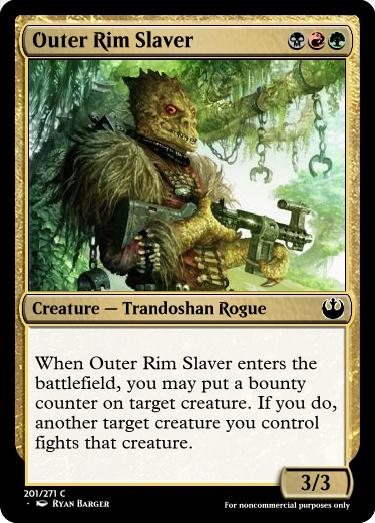 Outer Rim Slaver
Creature — Trandoshan Rogue
When Outer Rim Slaver enters the
battlefield, you may put a bounty
counter on target creature. If you do,
another target creature you control
fights that creature.
3/3
201/271 C
· Ryan Barger
For noncommercial purposes only